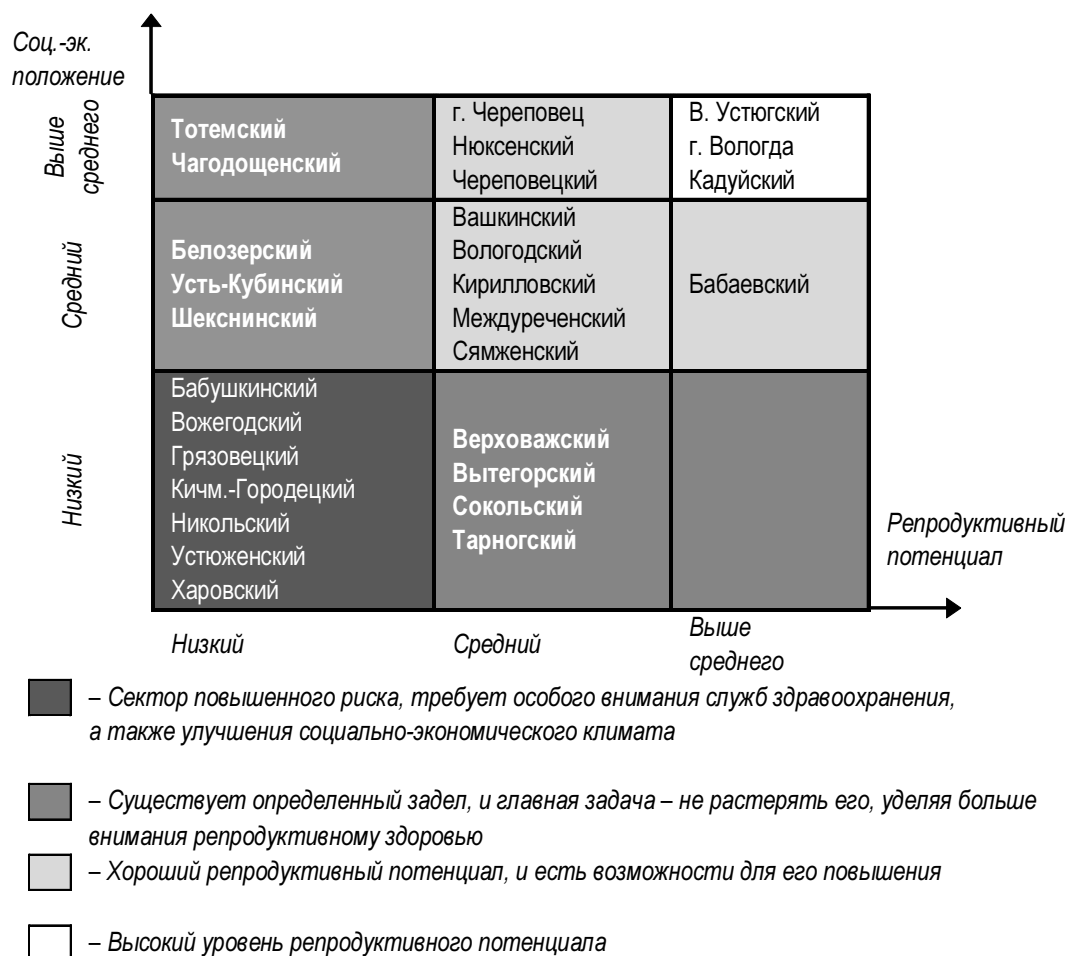 Соц.-эк.
положение
Выше
среднего
Тотемский
Чагодощенский
г. Череповец
Нюксенский
Череповецкий
В. Устюгский
г. Вологда
Кадуйский
Средний
Белозерский
Усть-Кубинский
Шекснинский
Вашкинский
Вологодский
Кирилловский
Междуреченский
Сямженский
Бабаевский
Низкий
Бабушкинский
Вожегодский
Грязовецкий
Кичм.-Городецкий
Никольский
Устюженский
Харовский
Верховажский
Вытегорский
Сокольский
Тарногский
Репродуктивный
потенциал
Низкий
Средний
Выше
среднего
– Сектор повышенного риска, требует особого внимания служб здравоохранения,
а также улучшения социально-экономического климата
– Существует определенный задел, и главная задача – не растерять его, уделяя больше
внимания репродуктивному здоровью
– Хороший репродуктивный потенциал, и есть возможности для его повышения
– Высокий уровень репродуктивного потенциала